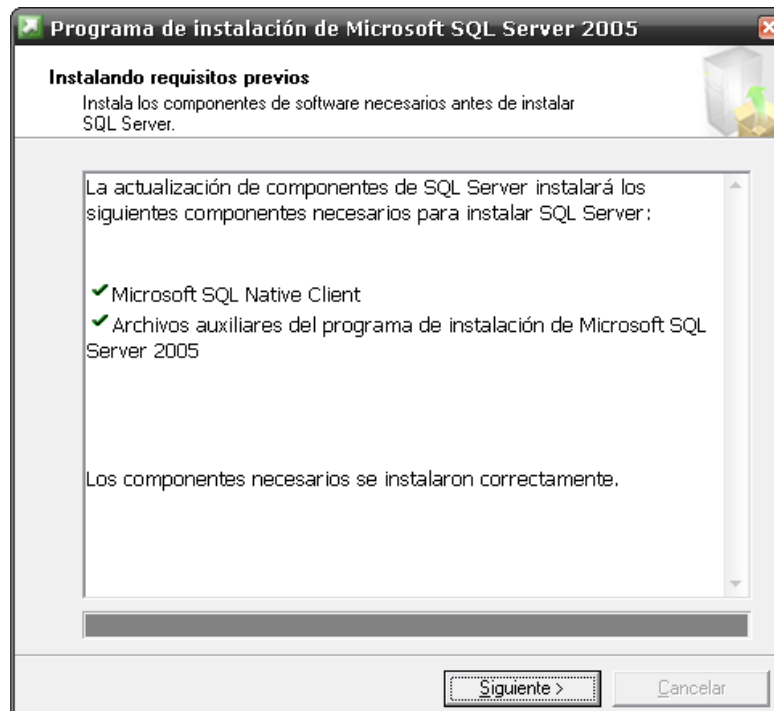 Programa de instalación de Microsoft SQL Server 2005
Instalando requisitos previos
Instala los componentes de software necesarios antes de instalar
SQL Server.
La actualización de componentes de SQL Server instalará los
siguientes componentes necesarios para instalar SQL Server:
Microsoft SQL Native Client
Archivos auxiliares del programa de instalación de Microsoft SQL
Server 2005
Los componentes necesarios se instalaron correctamente.
Siguiente >
Cancelar